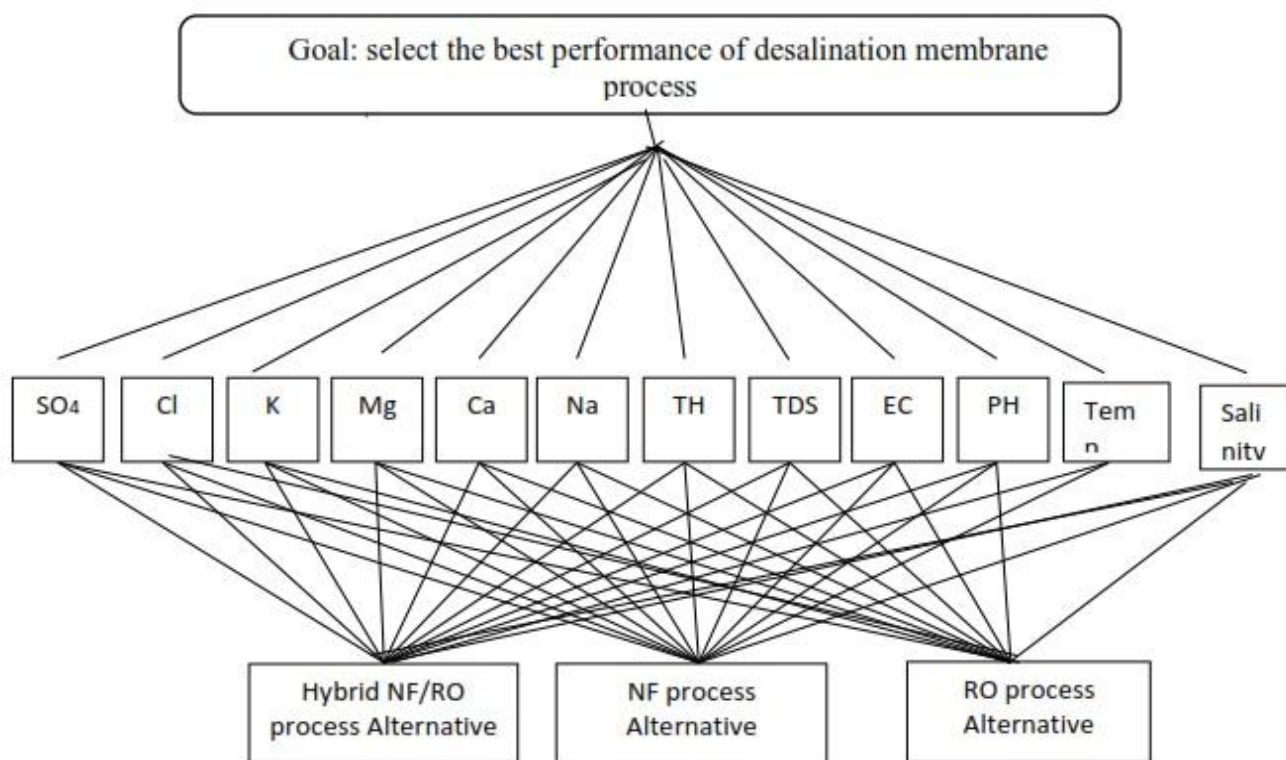 Goal: select the best performance of desalination membrane
process
SO4
Cl
K
Mg
Ca
Na
TH
TDS
EC
PH
Tem
Sali
nity
Hybrid NF/RO
process Alternative
NF process
Alternative
RO process
Alternative